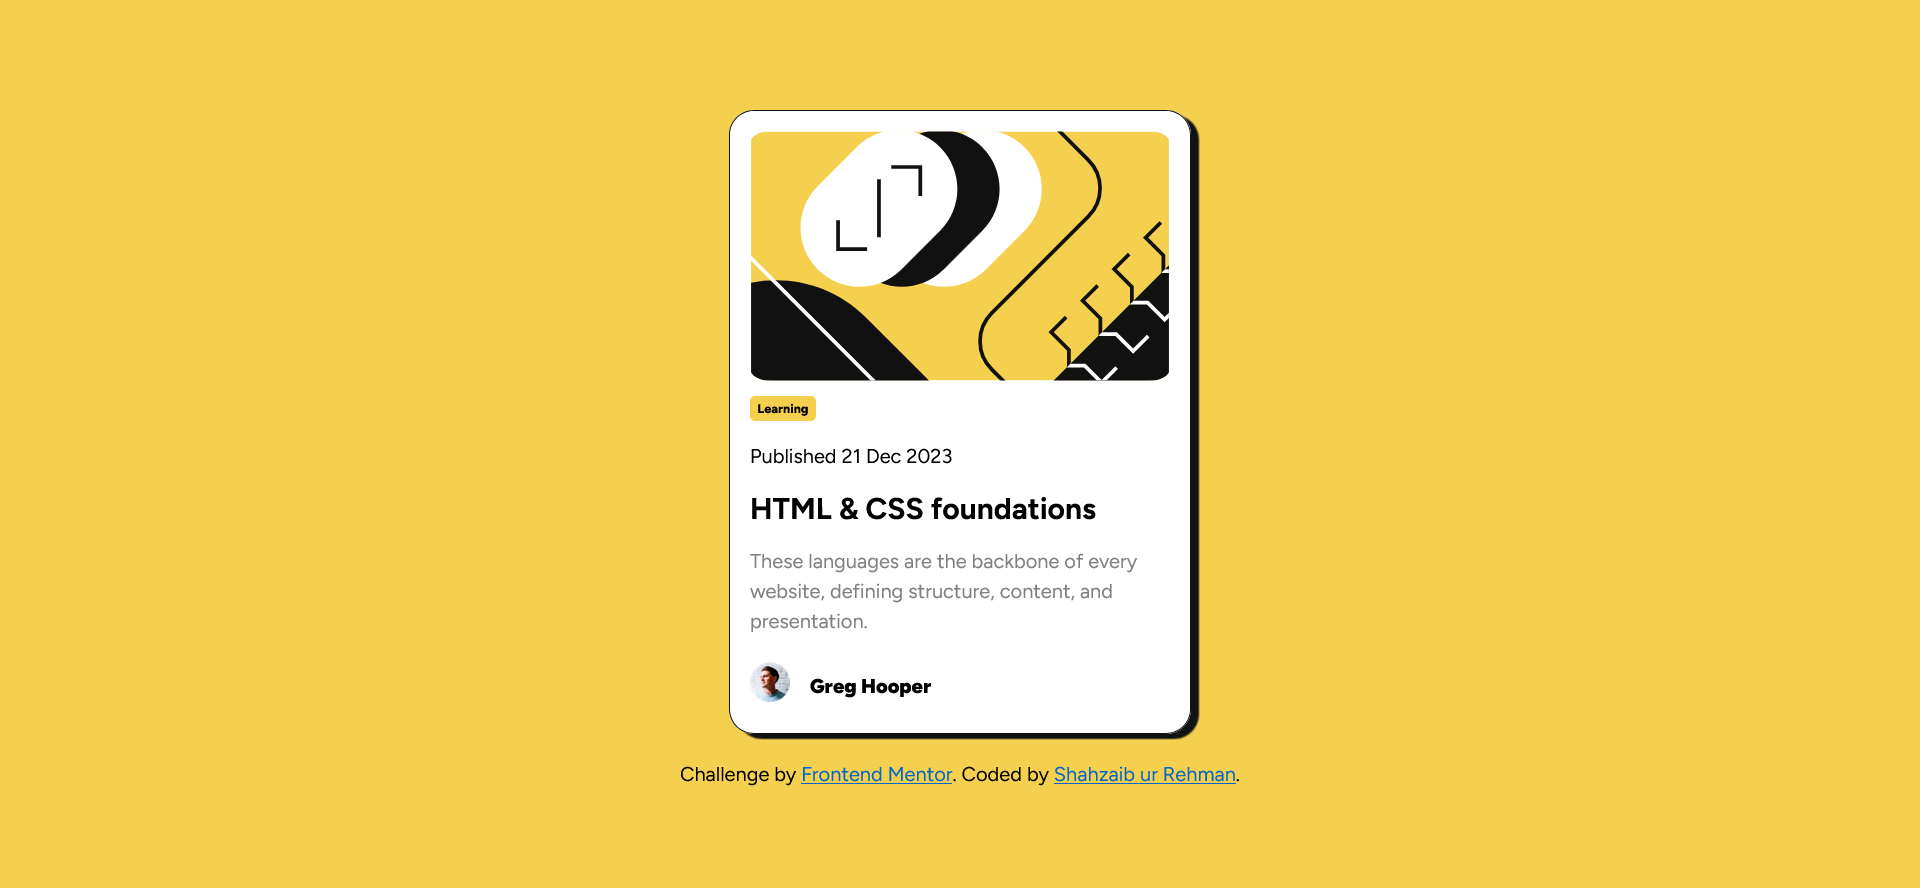 Learning
Published 21 Dec 2023
HTML & CSS foundations
These languages are the backbone of every
website, defining structure, content, and
presentation.
Greg Hooper
Challenge by Frontend Mentor. Coded by Shahzaib ur Rehman.